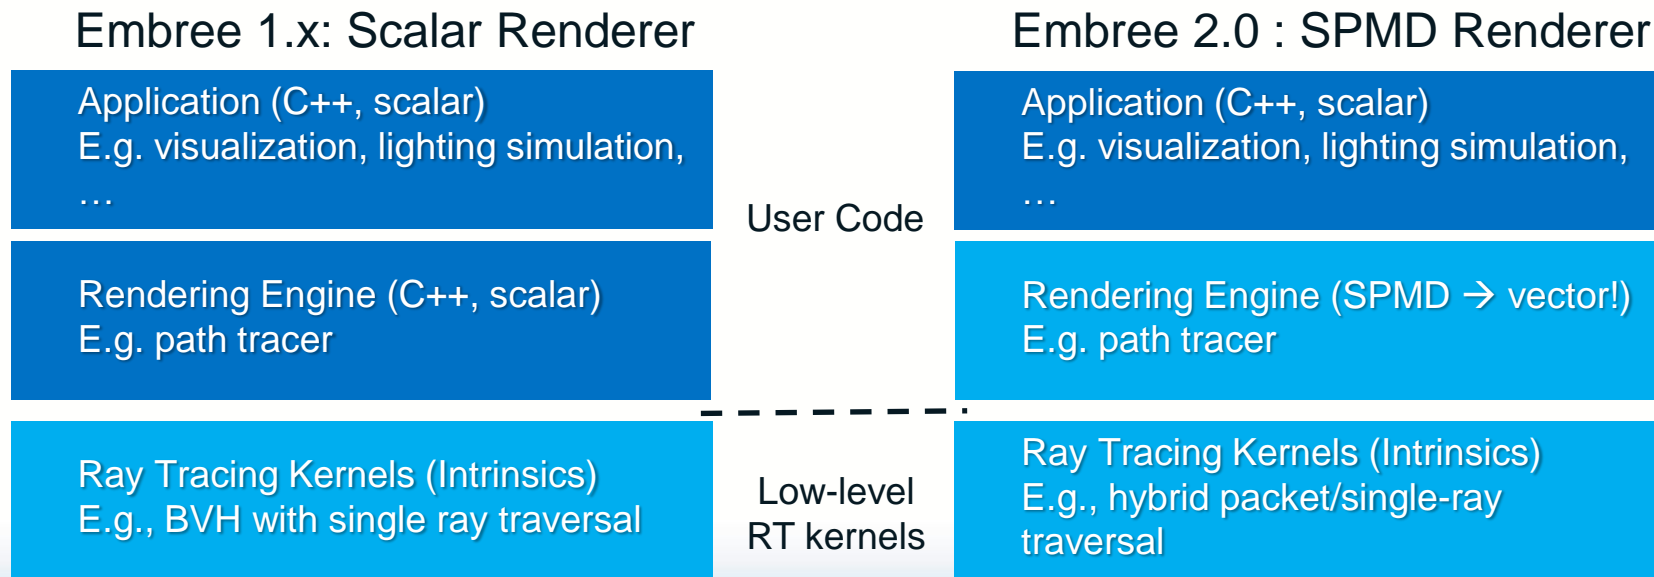 Embree 1.x: Scalar Renderer
Application (C++, scalar)
E.g. visualization, lighting simulation,
…
Rendering Engine (C++, scalar)
E.g. path tracer
Ray Tracing Kernels (Intrinsics)
E.g., BVH with single ray traversal
User Code
Low-level
RT kernels
Embree 2.0 : SPMD Renderer
Application (C++, scalar)
E.g. visualization, lighting simulation,
…
Rendering Engine (SPMD → vector!)
E.g. path tracer
Ray Tracing Kernels (Intrinsics)
E.g., hybrid packet/single-ray
traversal